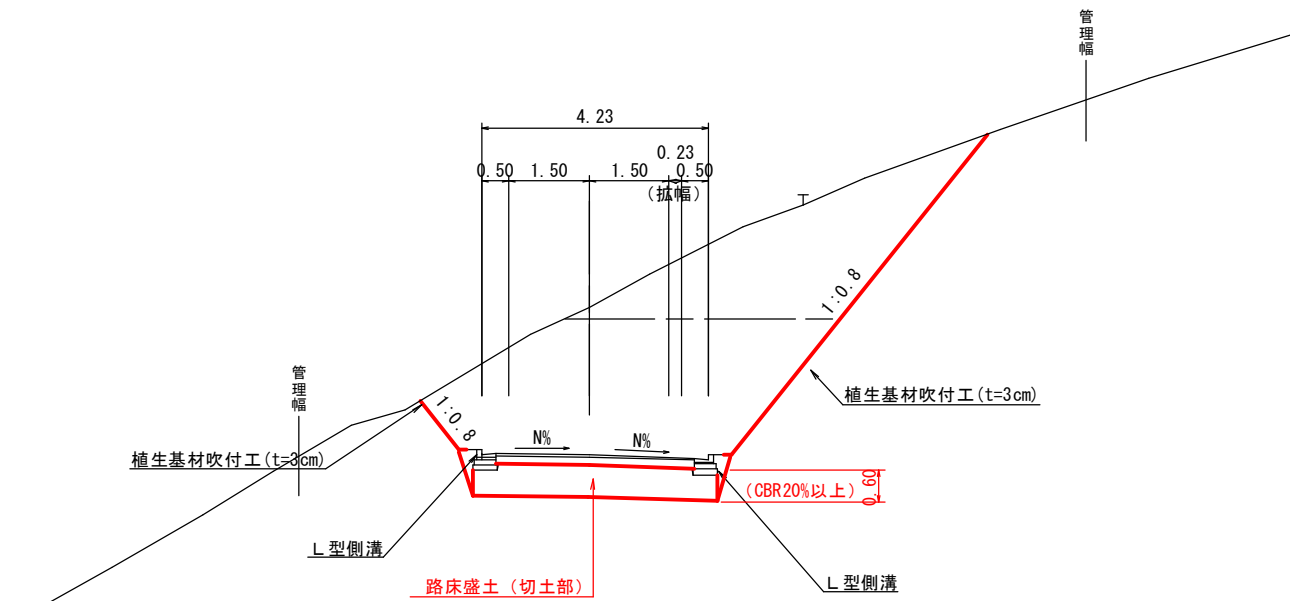 管理幅
4.23
0.23
0.50
1.50
1.50
0.50
(拡幅)
1:0.8
管理幅
植生基材吹付工(t=3cm)
1:0.8
N%
N%
植生基材吹付工(t=3cm)
(CBR20%以上)
0.60
L型側溝
路床盛土(切土部)
L型側溝